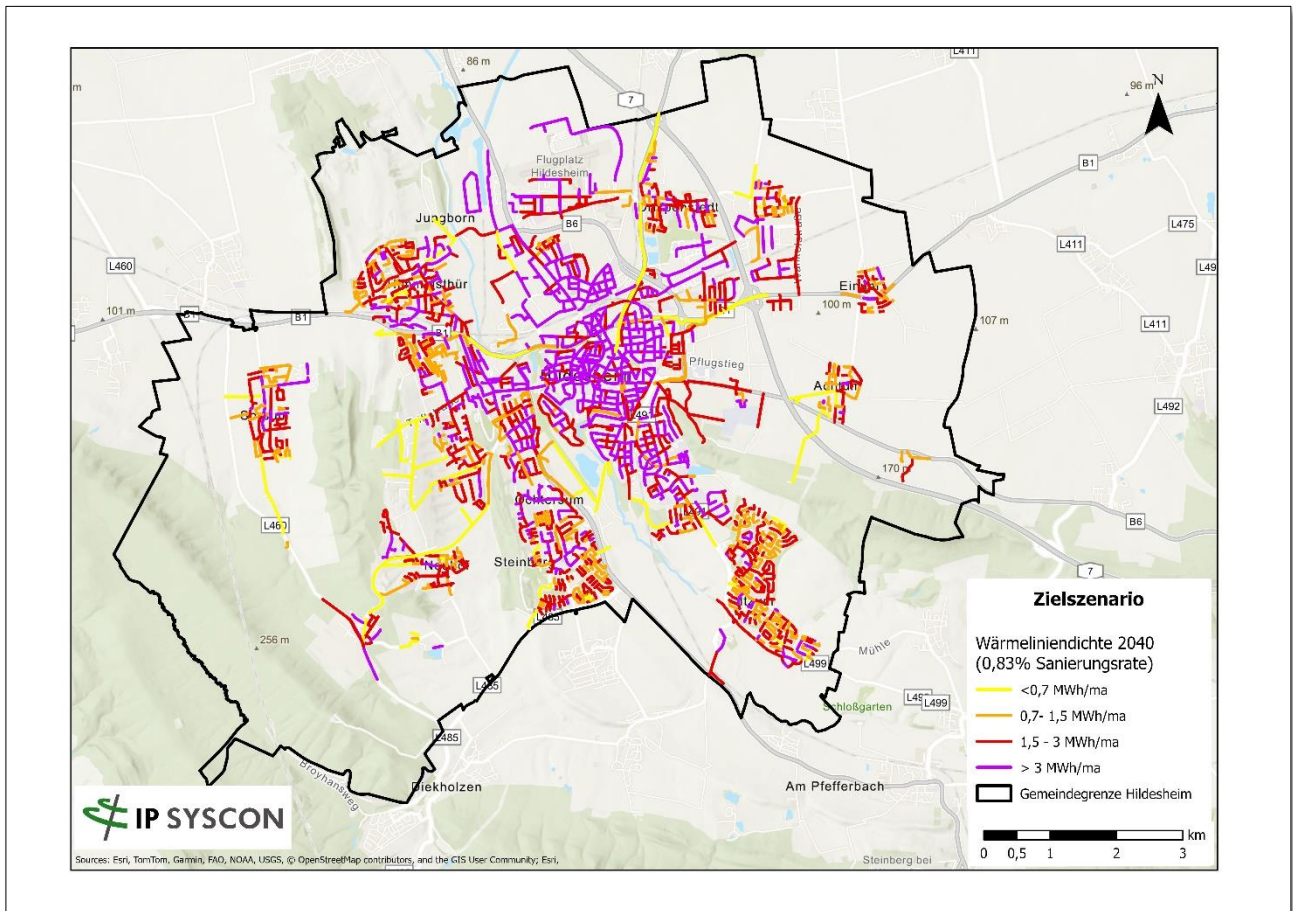 86 m
L411
96 m
N
m
7
B1
Flugplatz
Hildesheim
Jungborn
B6
L475
L411
L460
L49
101 m
B1
B1
100 m
107 m
L411
Pflugstieg
L492
170 m
L460
Ochtersum
B6
Steinberg
7
256 m
L485
L499
Mühle
L499
Schloßgarten
L485
Broyhansweg
Diekholzen
Am Pfefferbach
Steinberg bei
Zielszenario
Wärmeliniendichte 2040
(0,83% Sanierungsrate)
<0,7 MWh/ma
0,7- 1,5 MWh/ma
1,5 - 3 MWh/ma
> 3 MWh/ma
Gemeindegrenze Hildesheim
km
0 0,5 1 2 3
IP SYSCON
Sources: Esri, TomTom, Garmin, FAO, NOAA, USGS, © OpenStreetMap contributors, and the GIS User Community; Esri,